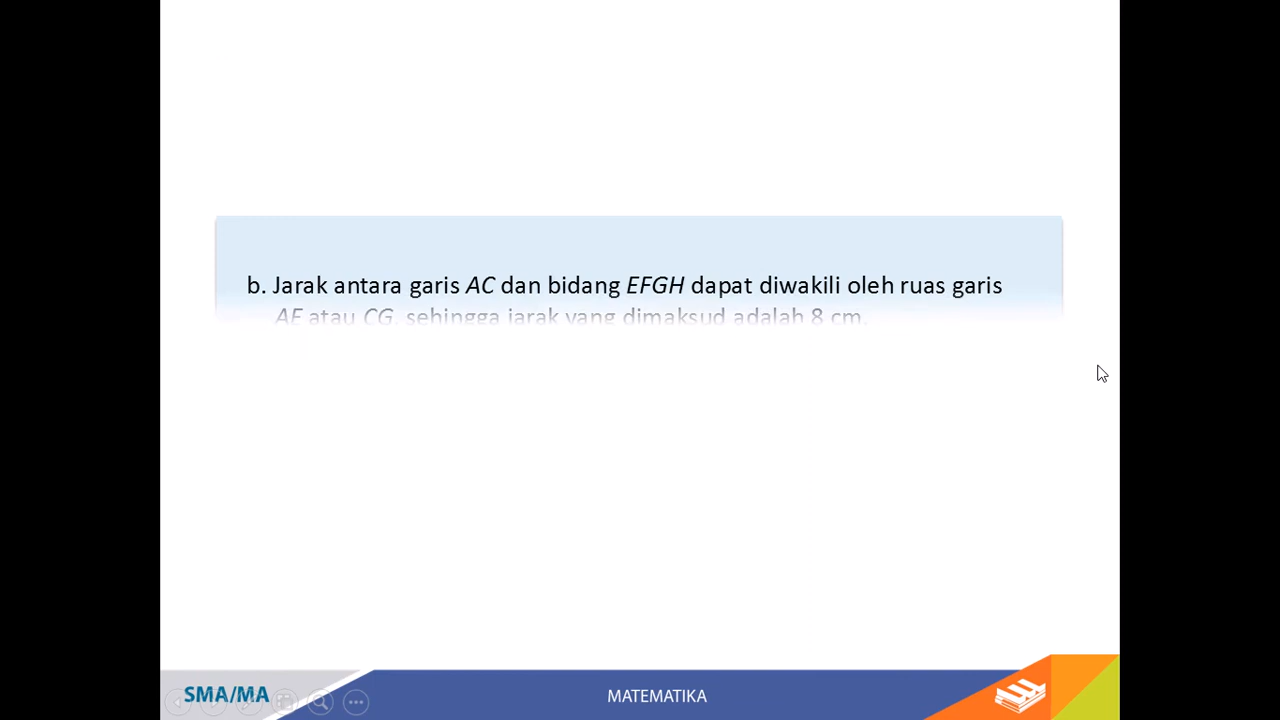 b. Jarak antara garis AC dan bidang EFGH dapat diwakili oleh ruas garis
AE atau CG, sehingga jarak yang dimaksud adalah 8 cm.
SMA/MA
MATEMATIKA